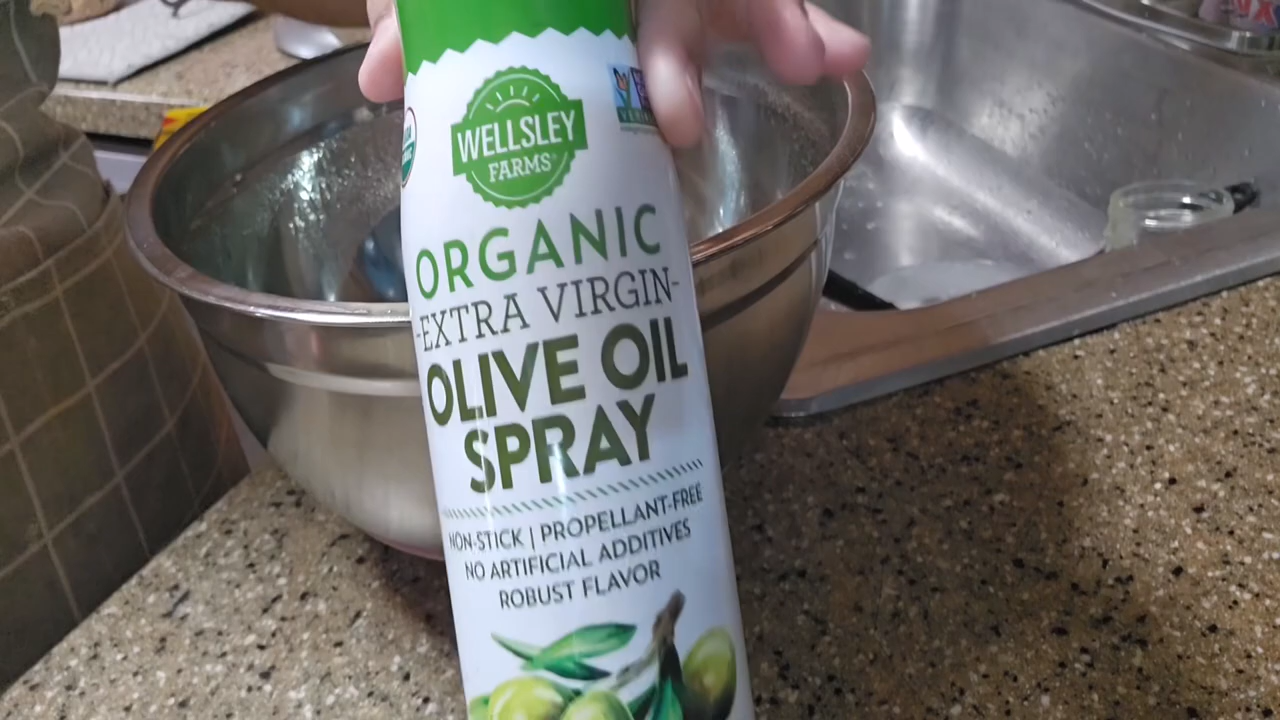 WELLSLEY
FARMS
ORGANIC
-EXTRA VIRGIN-
OLIVE OIL
SPRAY
NON-STICK | PROPELLANT-FREE
NO ARTIFICIAL ADDITIVES
ROBUST FLAVOR